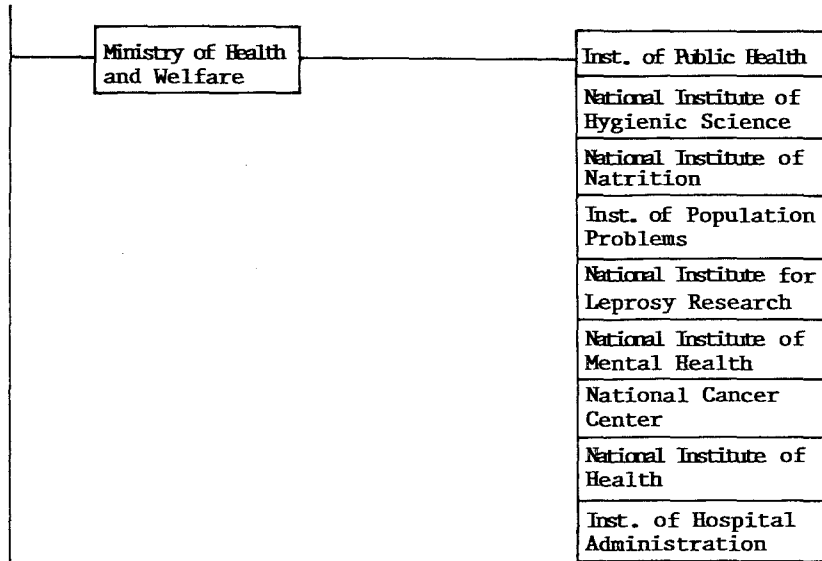 Ministry of Health
and Welfare
Inst. of Public Health
National Institute of
Hygienic Science
National Institute of
Natrition
Inst. of Population
Problems
National Institute for
Leprosy Research
National Institute of
Mental Health
National Cancer
Center
National Institute of
Health
Inst. of Hospital
Administration